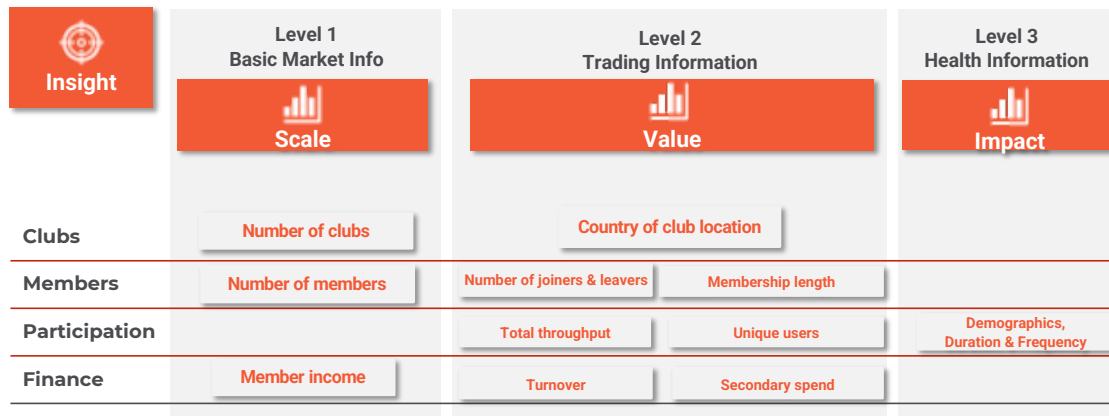 Insight
Level 1
Basic Market Info
Scale
Level 2
Trading Information
Value
Level 3
Health Information
Impact
Clubs
Number of clubs
Country of club location
Members
Number of members
Number of joiners & leavers
Membership length
Participation
Total throughput
Unique users
Demographics,
Duration & Frequency
Finance
Member income
Turnover
Secondary spend